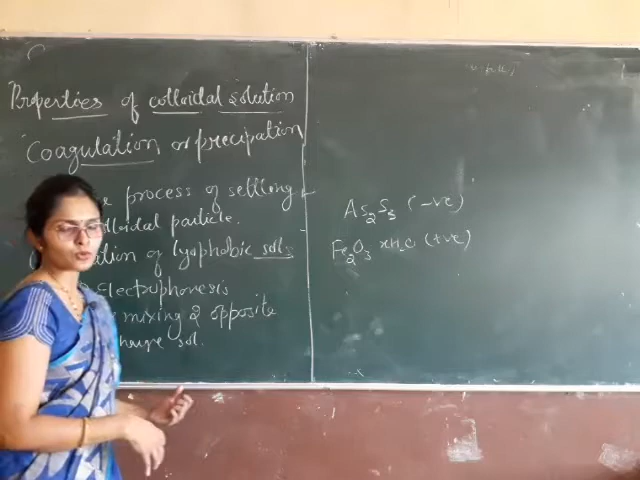 Properties of colloidal solution
Coagulation or precipation
process of settling
colloidal particle.
ation of lyophobic sols
Electrophoresis
mixing 2 opposite
charge sol.
As2S3 (-ve)
Fe2O3 xH2O (+ve)